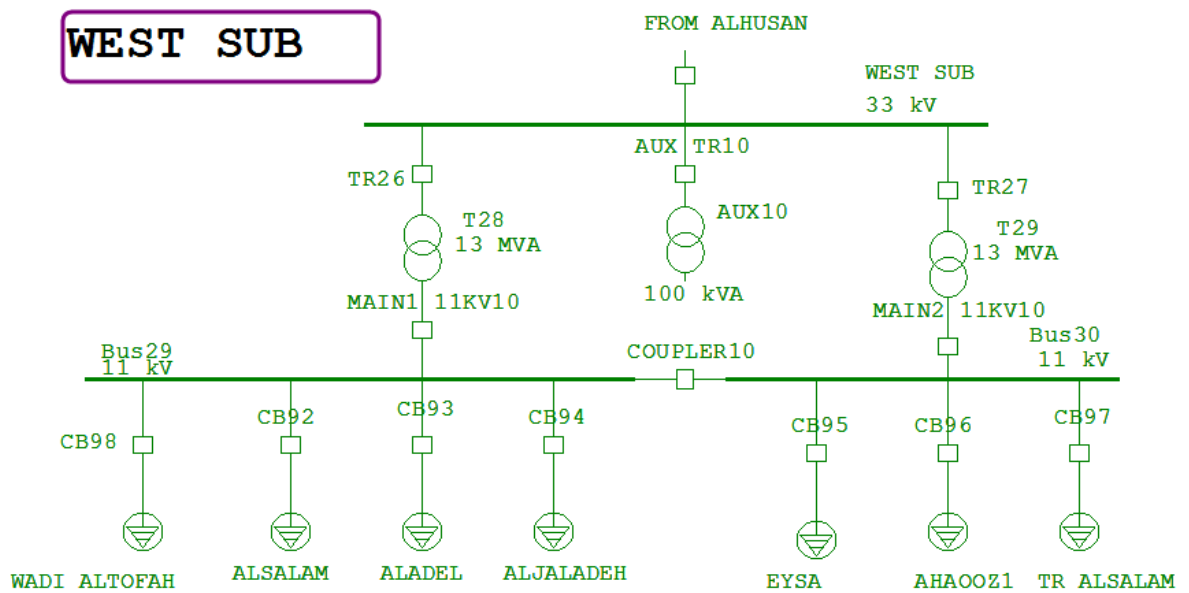 WEST SUB
FROM ALHUSAN
WEST SUB
33 kV
AUX TR10
TR26
TR27
T28
13 MVA
AUX10
T29
13 MVA
100 kVA
MAIN1 11KV10
MAIN2 11KV10
Bus29
11 kV
COUPLER10
Bus30
11 kV
CB98
CB92
CB93
CB94
CB95
CB96
CB97
WADI ALTOFAH
ALSALAM
ALADEL
ALJALADEH
EYSA
AHAOOZ1
TR ALSALAM